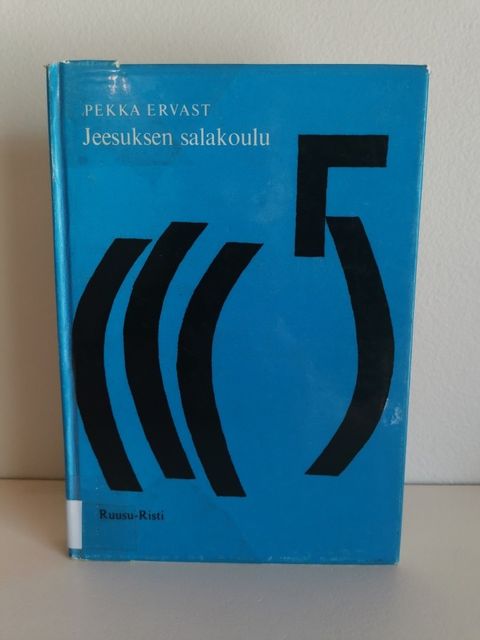 PEKKA ERVAST
Jeesuksen salakoulu
Ruusu-Risti